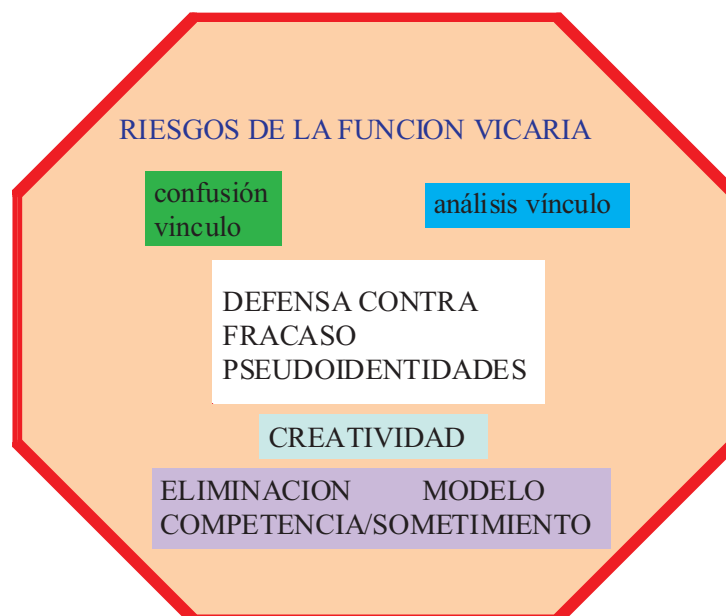 RIESGOS DE LA FUNCION VICARIA
confusión
vinculo
análisis vínculo
DEFENSA CONTRA
FRACASO
PSEUDOIDENTIDADES
CREATIVIDAD
ELIMINACION MODELO
COMPETENCIA/SOMETIMIENTO